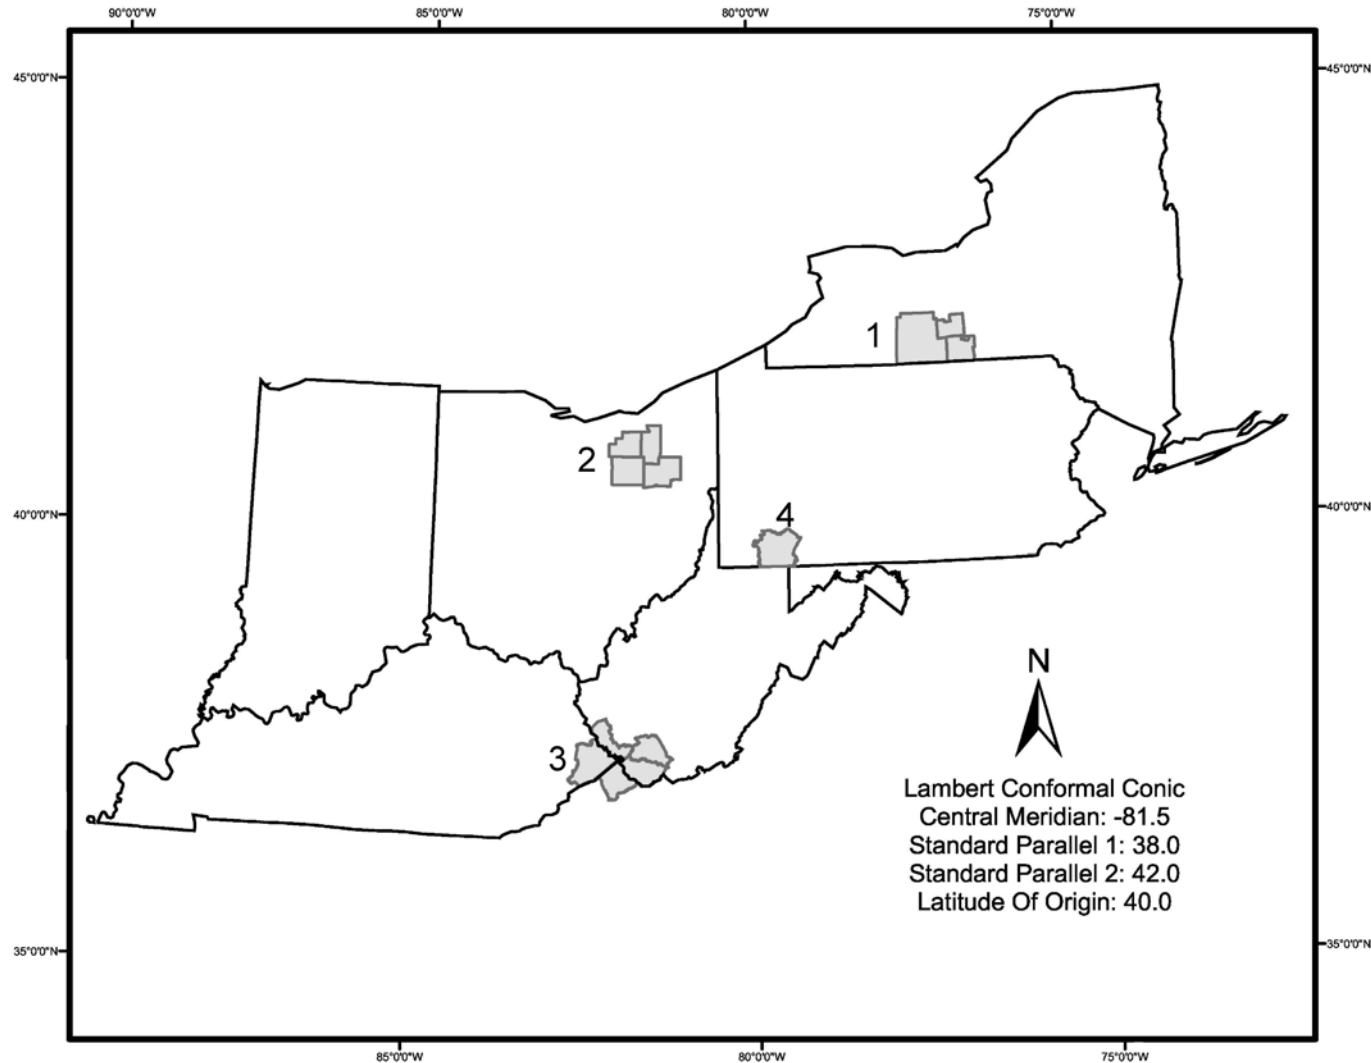 90°0'0"W 85°0'0"W 80°0'0"W 75°0'0"W
45°0'0"N 45°0'0"N
1
2
40°0'0"N 40°0'0"N
4
N
3
Lambert Conformal Conic
Central Meridian: -81.5
Standard Parallel 1: 38.0
Standard Parallel 2: 42.0
Latitude Of Origin: 40.0
35°0'0"N 35°0'0"N
85°0'0"W 80°0'0"W 75°0'0"W